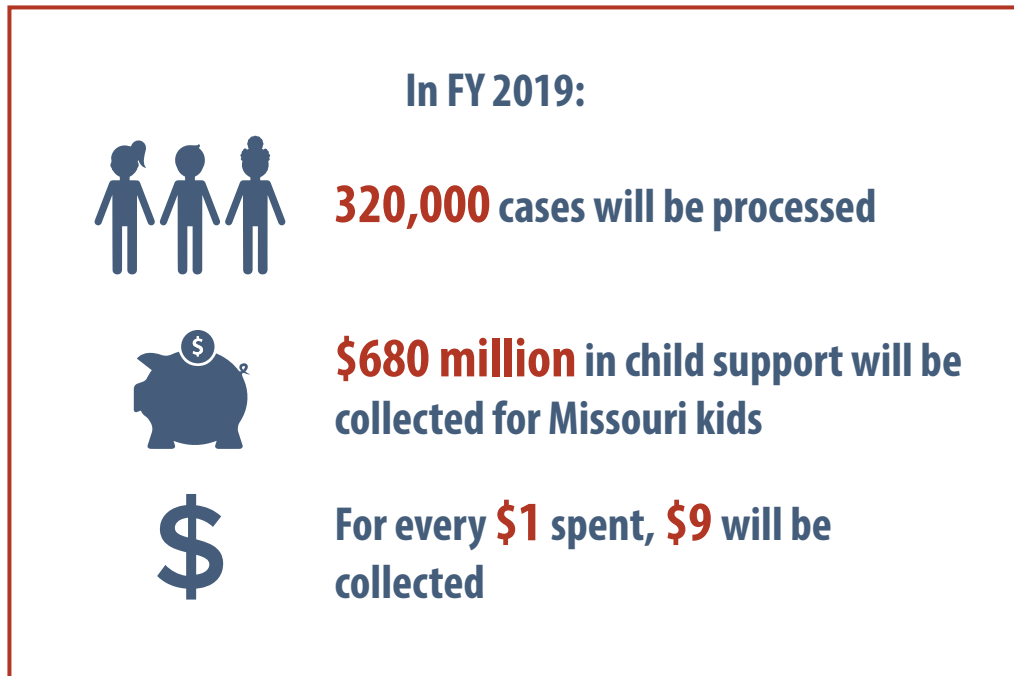 In FY 2019:
320,000 cases will be processed
$
$680 million in child support will be
collected for Missouri kids
$
For every $1 spent, $9 will be
collected